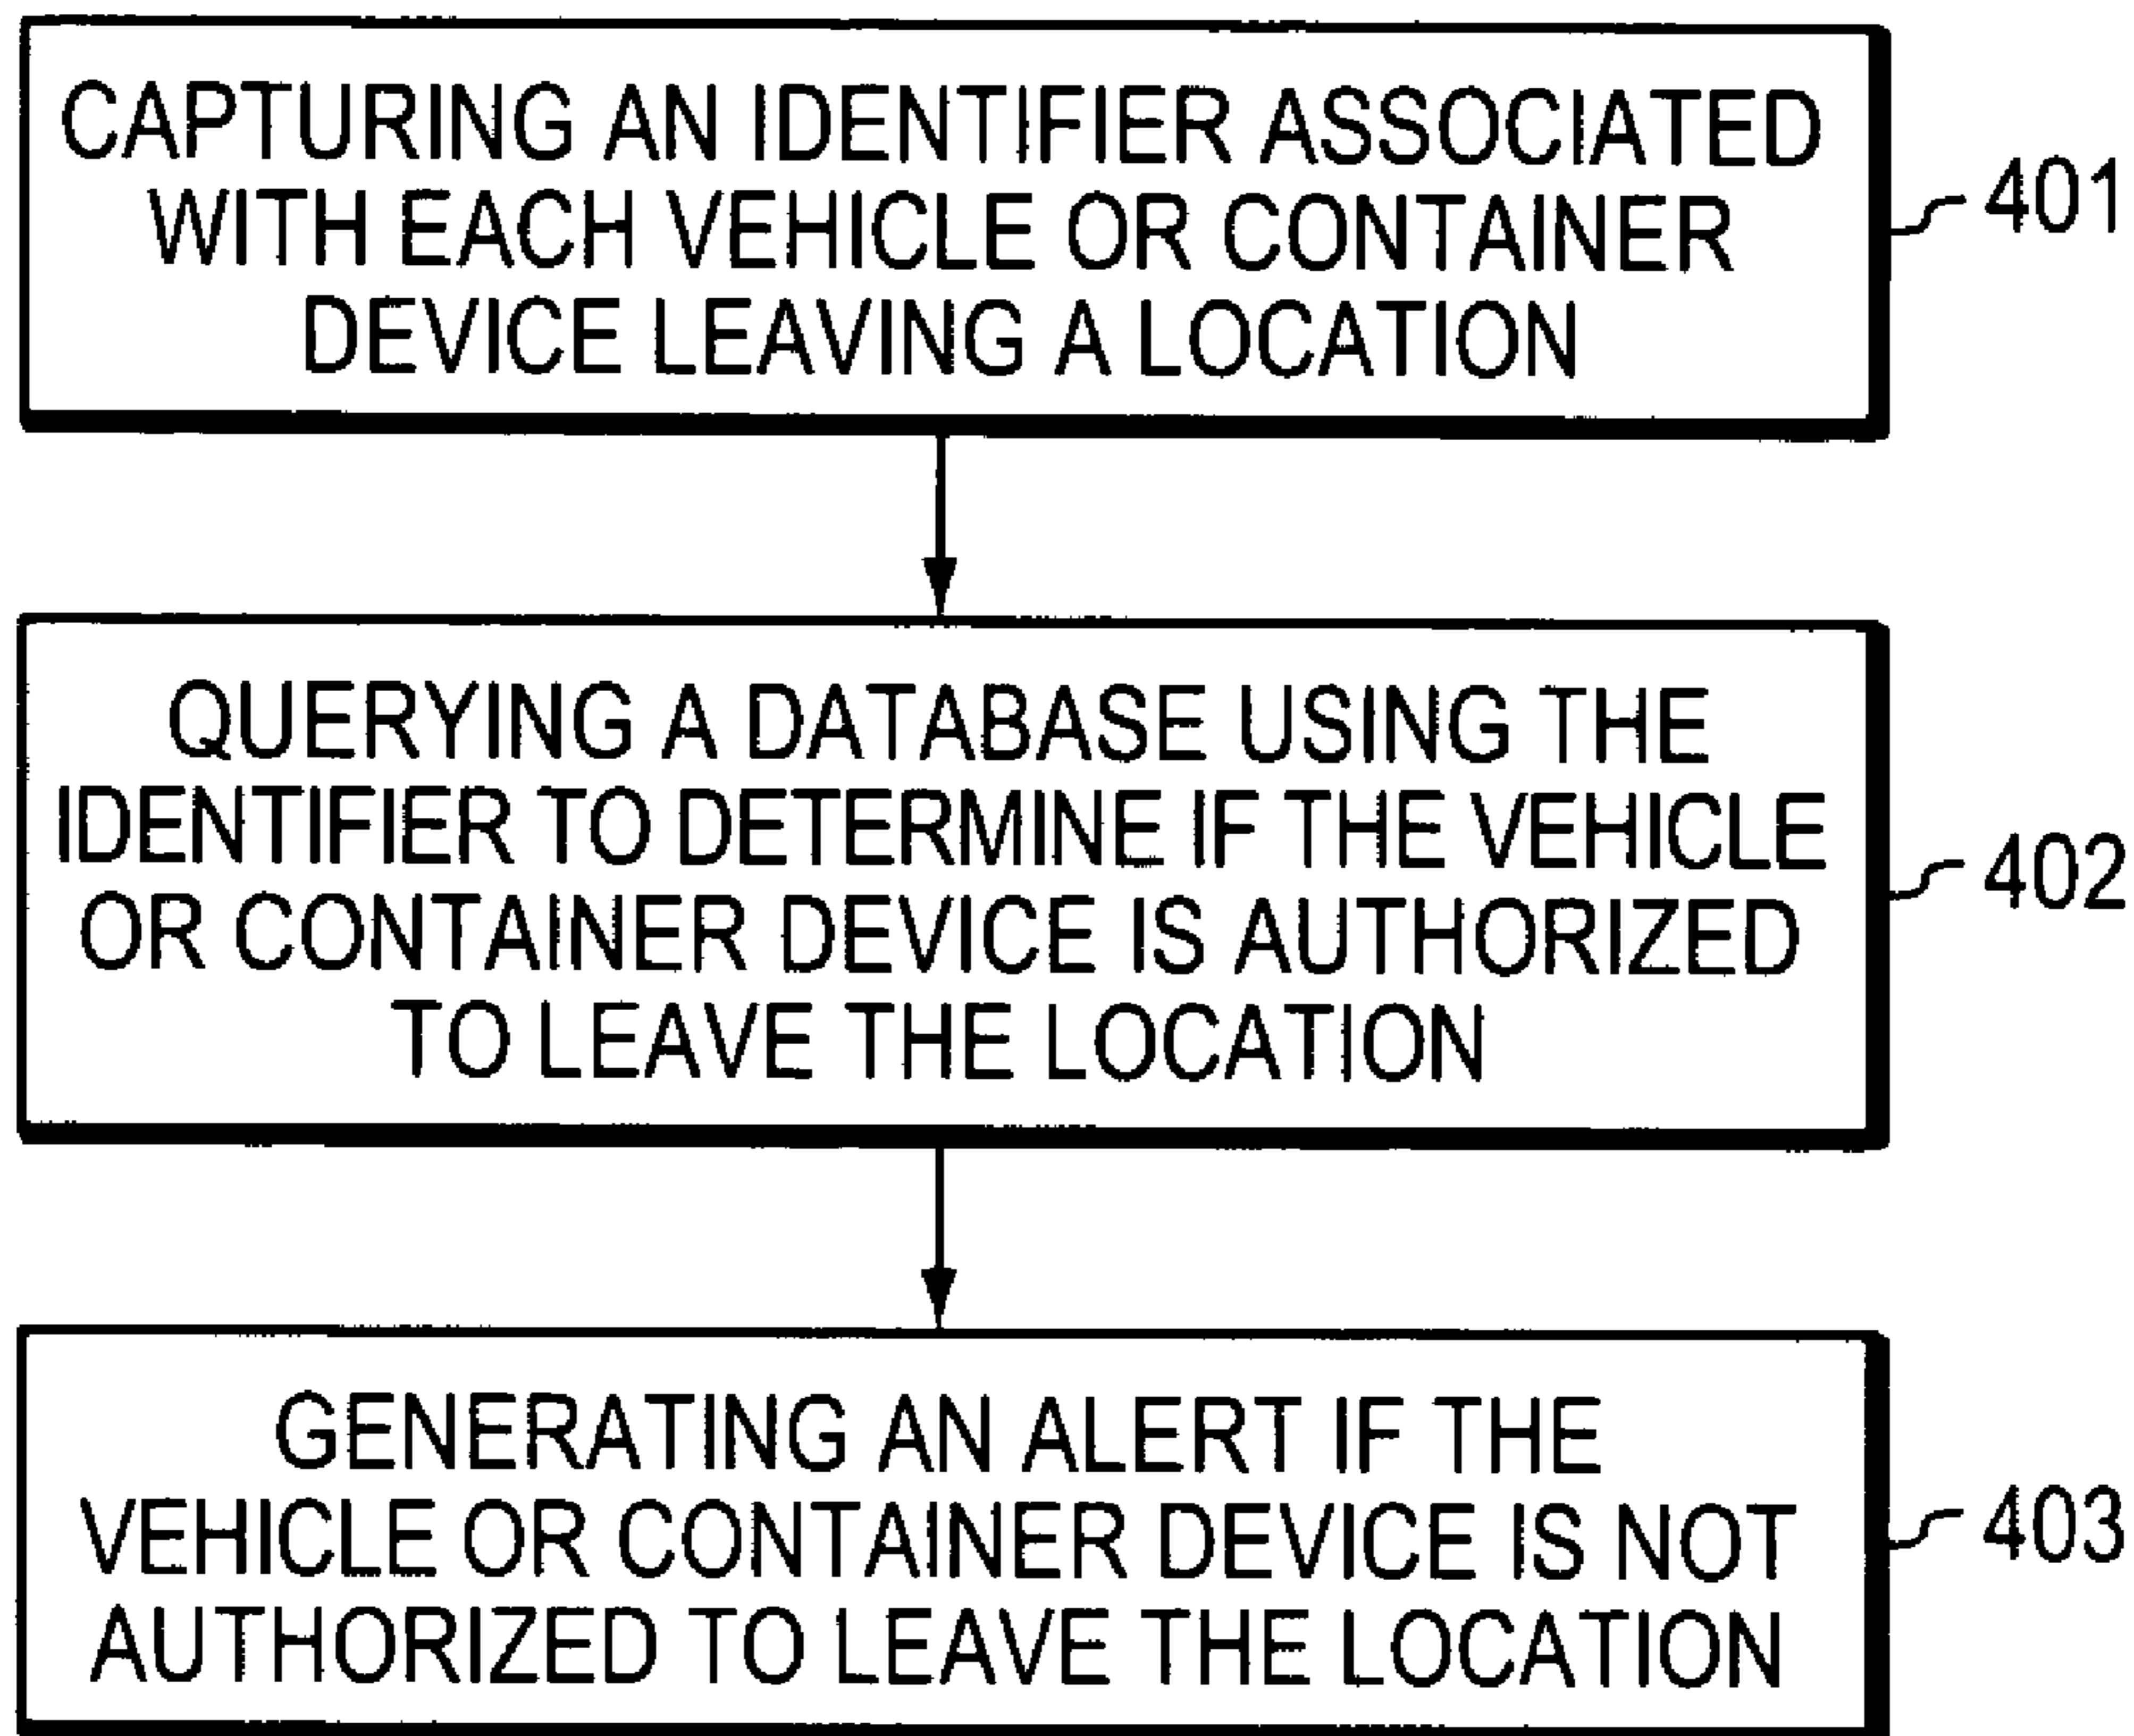 CAPTURING AN IDENTIFIER ASSOCIATED
WITH EACH VEHICLE OR CONTAINER
DEVICE LEAVING A LOCATION
401
QUERYING A DATABASE USING THE
IDENTIFIER TO DETERMINE IF THE VEHICLE
OR CONTAINER DEVICE IS AUTHORIZED
TO LEAVE THE LOCATION
402
GENERATING AN ALERT IF THE
VEHICLE OR CONTAINER DEVICE IS NOT
AUTHORIZED TO LEAVE THE LOCATION
403